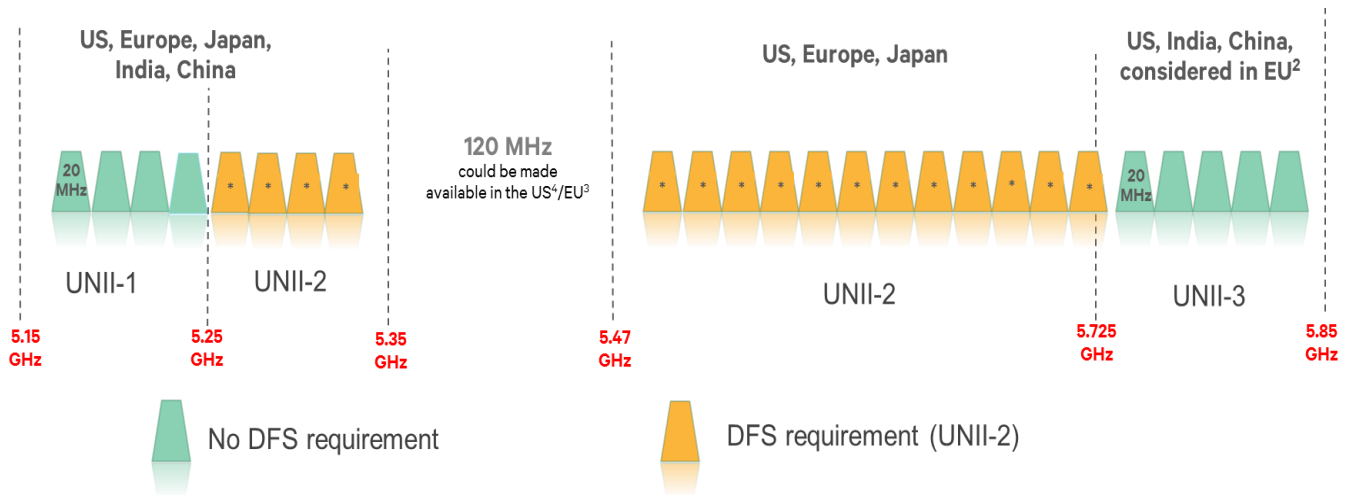 US, Europe, Japan,
India, China
US, Europe, Japan
US, India, China,
considered in EU²
120 MHz
could be made
available in the US⁴/EU³
20
MHz
* * * *
* * * * * * * * * * * *
20
MHz
UNII-1
UNII-2
UNII-2
UNII-3
5.15
GHz
5.25
GHz
5.35
GHz
5.47
GHz
5.725
GHz
5.85
GHz
No DFS requirement
DFS requirement (UNII-2)